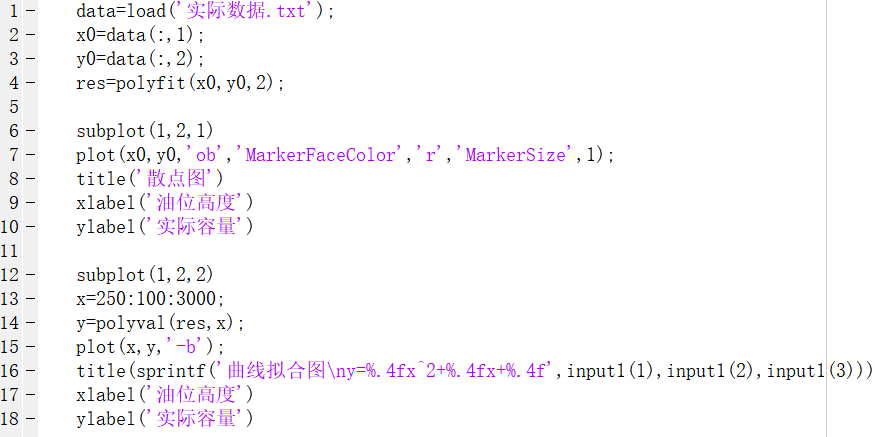 1 data=load('实际数据.txt');
2 x0=data(:,1);
3 y0=data(:,2);
4 res=polyfit(x0,y0,2);
5
6 subplot(1,2,1)
7 plot(x0,y0,'ob','MarkerFaceColor','r','MarkerSize',1);
8 title('散点图')
9 xlabel('油位高度')
10 ylabel('实际容量')
11
12 subplot(1,2,2)
13 x=250:100:3000;
14 y=polyval(res,x);
15 plot(x,y,'-b');
16 title(sprintf('曲线拟合图\ny=%.4fx^2+%.4fx+%.4f',input1(1),input1(2),input1(3)))
17 xlabel('油位高度')
18 ylabel('实际容量')